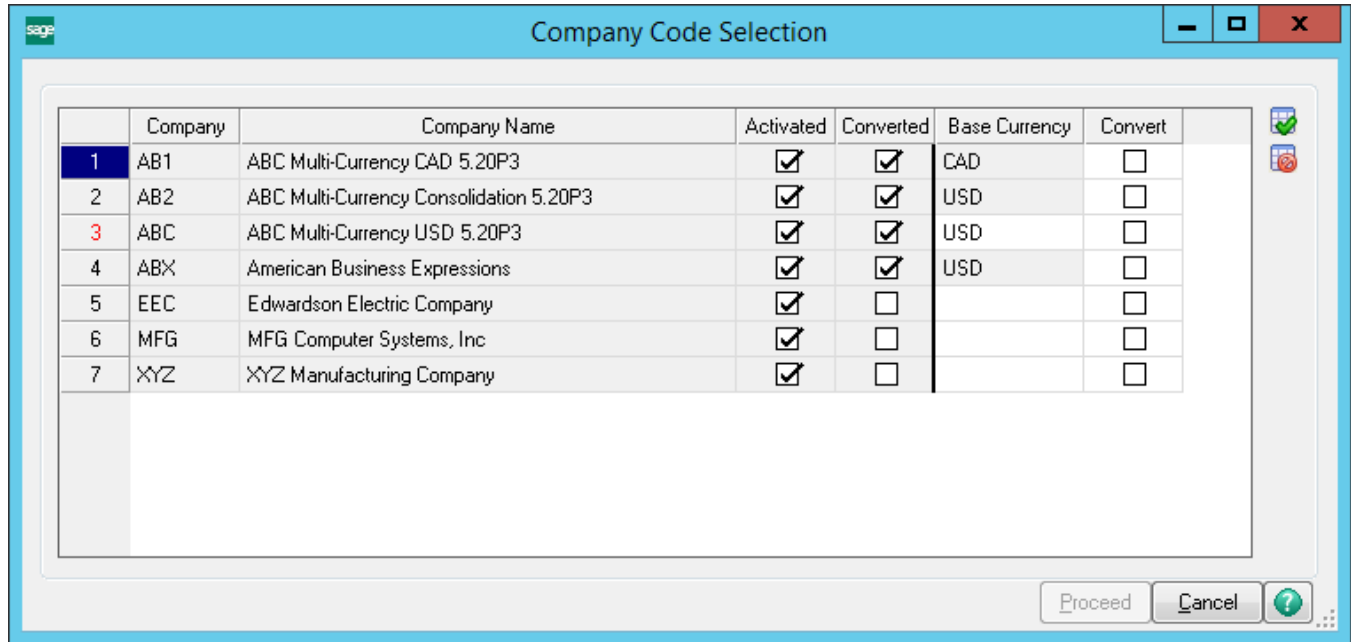 sage
Company Code Selection
Company Company Name Activated Converted Base Currency Convert
1 AB1 ABC Multi-Currency CAD 5.20P3 CAD
2 AB2 ABC Multi-Currency Consolidation 5.20P3 USD
3 ABC ABC Multi-Currency USD 5.20P3 USD
4 ABX American Business Expressions USD
5 EEC Edwardson Electric Company
6 MFG MFG Computer Systems, Inc
7 XYZ XYZ Manufacturing Company
Proceed Cancel ?